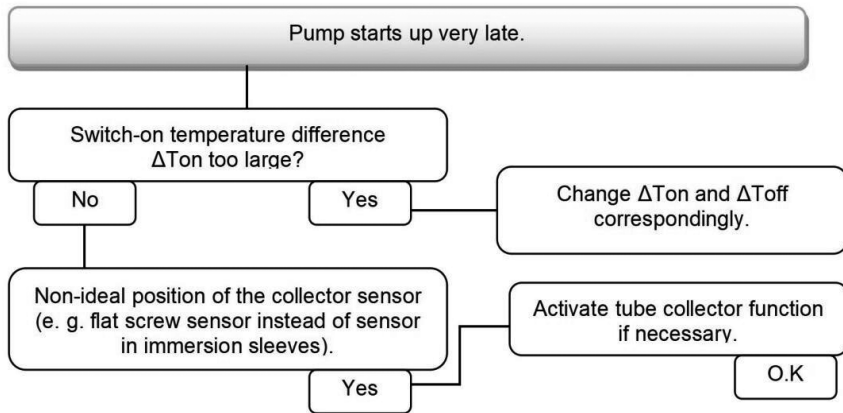 Pump starts up very late.
Switch-on temperature difference
ΔTon too large?
No
Yes
Change ΔTon and ΔToff
correspondingly.
Non-ideal position of the collector sensor
(e. g. flat screw sensor instead of sensor
in immersion sleeves).
Yes
Activate tube collector function
if necessary.
O.K